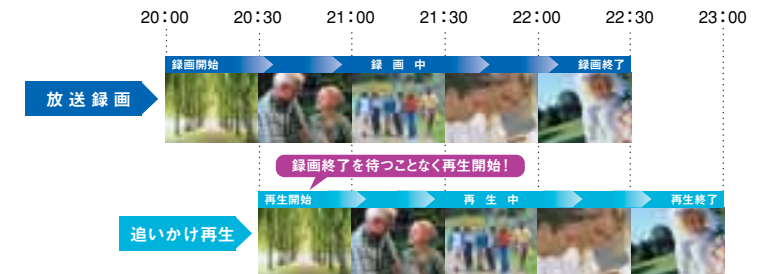 20:00 20:30 21:00 21:30 22:00 22:30 23:00
録画開始 録画中 録画終了
放送録画
録画終了を待つことなく再生開始!
再生開始 再生中 再生終了
追いかけ再生